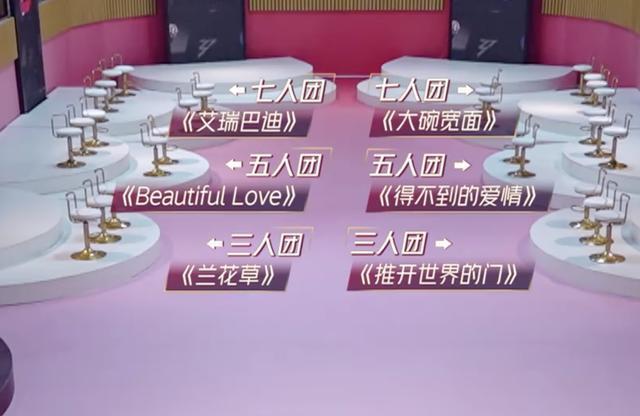 ← 七人团
《艾瑞巴迪》
七人团 →
《大碗宽面》
← 五人团
《Beautiful Love》
五人团 →
《得不到的爱情》
← 三人团
《兰花草》
三人团 →
《推开世界的门》